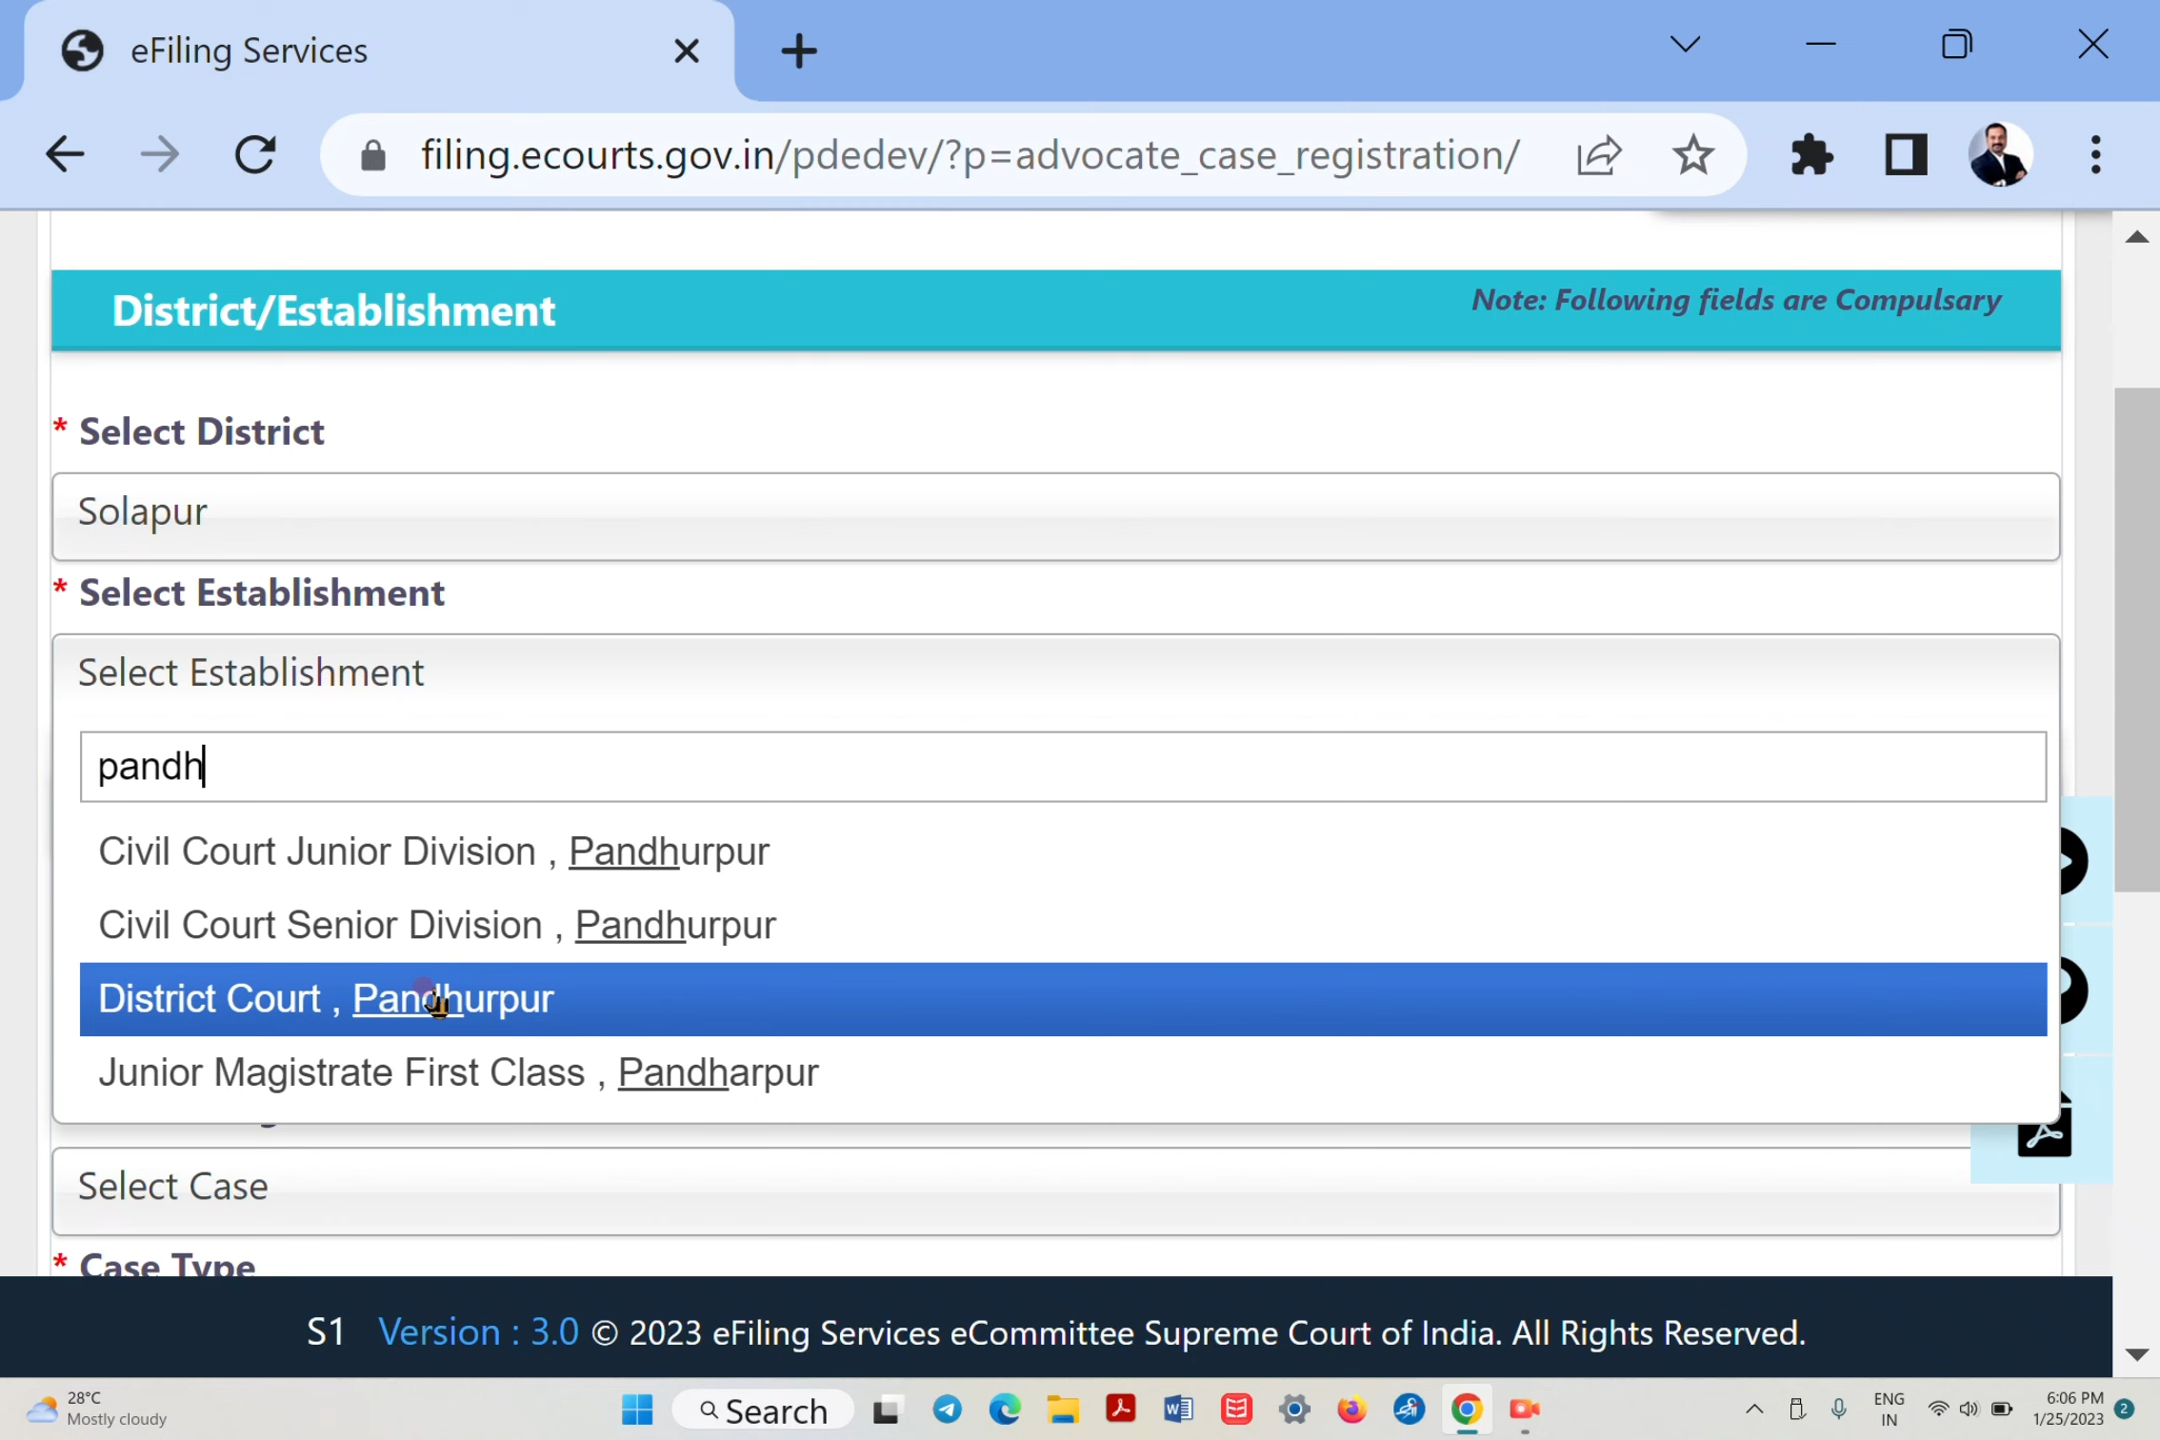 eFiling Services
filing.ecourts.gov.in/pdedev/?p=advocate_case_registration/
District/Establishment
Note: Following fields are Compulsary
* Select District
Solapur
* Select Establishment
Select Establishment
pandh
Civil Court Junior Division , Pandhurpur
Civil Court Senior Division , Pandhurpur
District Court , Pandhurpur
Junior Magistrate First Class , Pandharpur
Select Case
* Case Type
S1 Version : 3.0 © 2023 eFiling Services eCommittee Supreme Court of India. All Rights Reserved.
28°C
Mostly cloudy
Search
ENG
IN
6:06 PM
1/25/2023
2